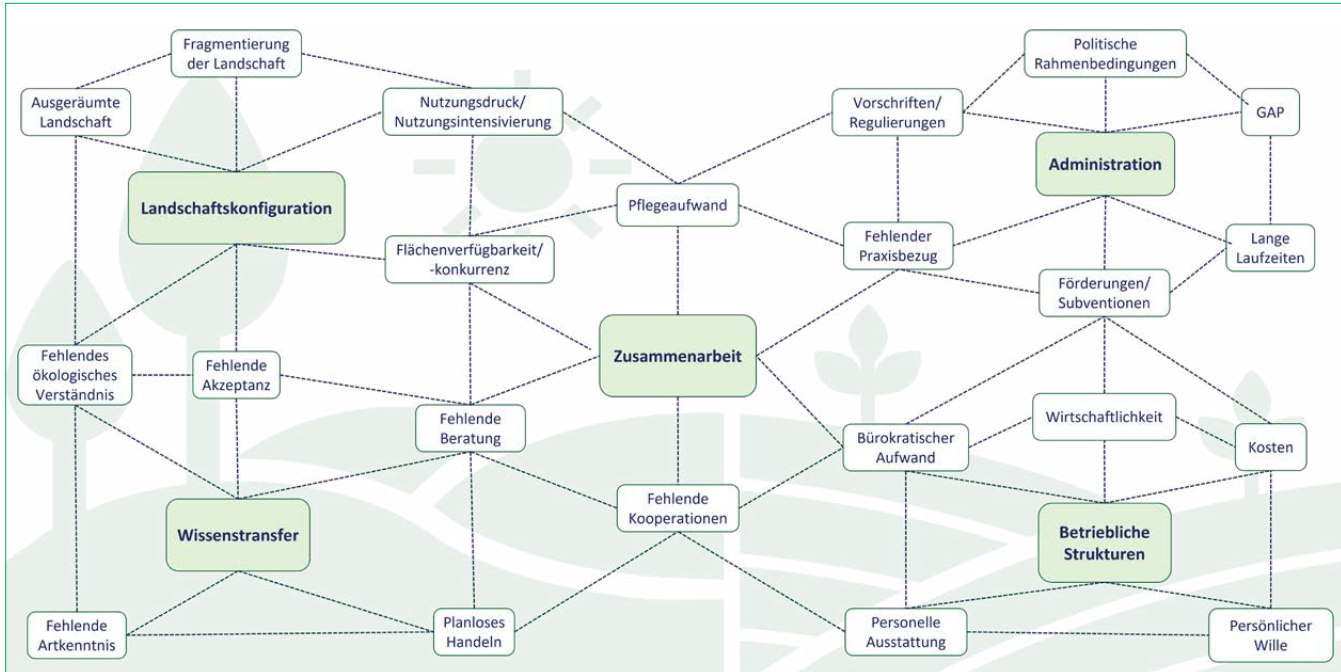 Fragmentierung
der Landschaft
Politische
Rahmenbedingungen
Ausgeräumte
Landschaft
Nutzungsdruck/
Nutzungsintensivierung
Vorschriften/
Regulierungen
GAP
Administration
Landschaftskonfiguration
Pflegeaufwand
Fehlender
Praxisbezug
Lange
Laufzeiten
Flächenverfügbarkeit/
-konkurrenz
Förderungen/
Subventionen
Zusammenarbeit
Fehlendes
ökologisches
Verständnis
Fehlende
Akzeptanz
Fehlende
Beratung
Wirtschaftlichkeit
Bürokratischer
Aufwand
Kosten
Fehlende
Kooperationen
Wissenstransfer
Betriebliche
Strukturen
Fehlende
Artkenntnis
Planloses
Handeln
Personelle
Ausstattung
Persönlicher
Wille